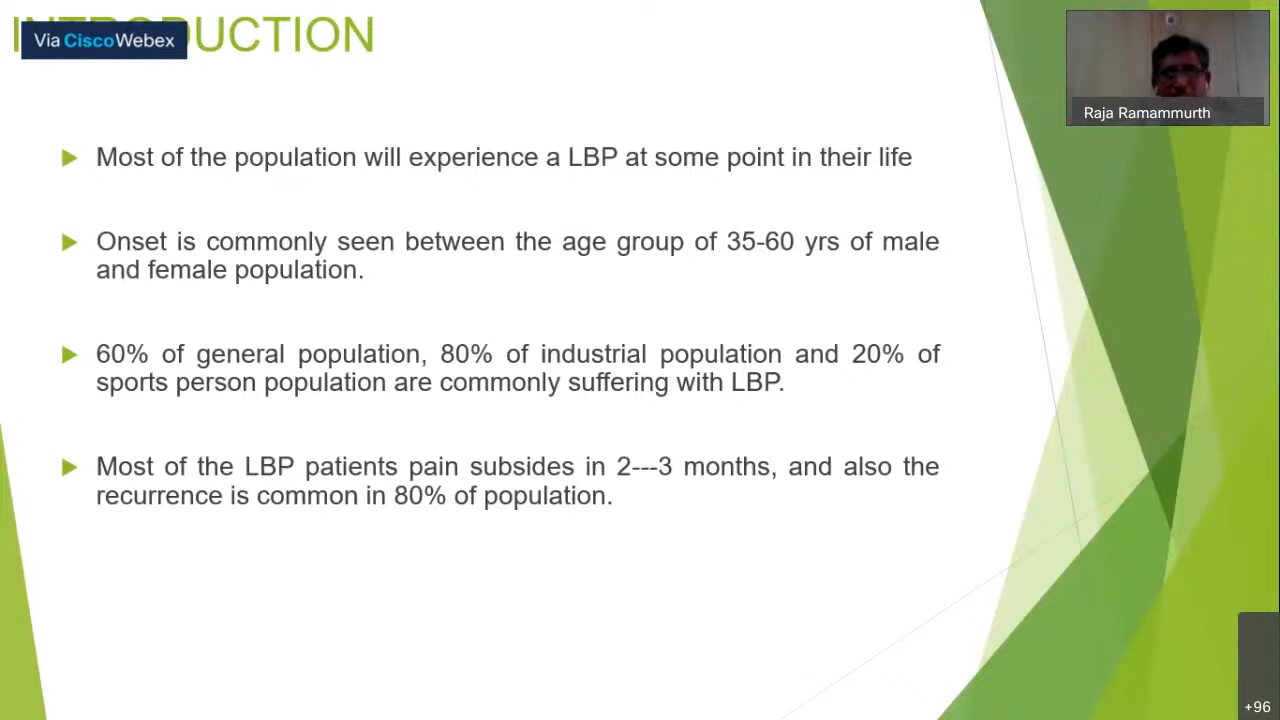 INTRODUCTION
Via CiscoWebex
Raja Ramammurth
Most of the population will experience a LBP at some point in their life
Onset is commonly seen between the age group of 35-60 yrs of male
and female population.
60% of general population, 80% of industrial population and 20% of
sports person population are commonly suffering with LBP.
Most of the LBP patients pain subsides in 2---3 months, and also the
recurrence is common in 80% of population.
+96